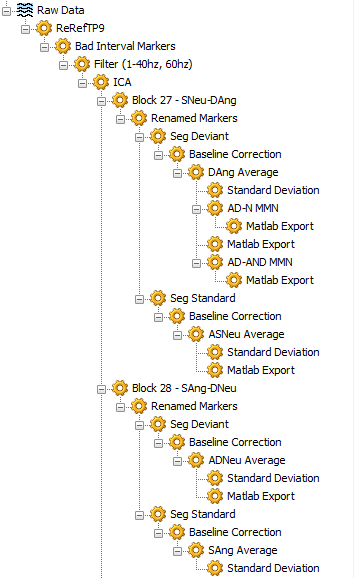 Raw Data
ReRefTP9
Bad Interval Markers
Filter (1-40hz, 60hz)
ICA
Block 27 - SNeu-DAng
Renamed Markers
Seg Deviant
Baseline Correction
DAng Average
Standard Deviation
AD-N MMN
Matlab Export
Matlab Export
AD-AND MMN
Matlab Export
Seg Standard
Baseline Correction
ASNeu Average
Standard Deviation
Matlab Export
Block 28 - SAng-DNeu
Renamed Markers
Seg Deviant
Baseline Correction
ADNeu Average
Standard Deviation
Matlab Export
Seg Standard
Baseline Correction
SAng Average
Standard Deviation